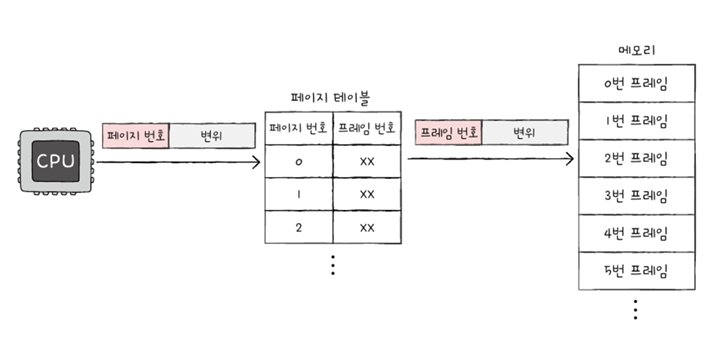 CPU
페이지 번호 변위
페이지 테이블
페이지 번호 프레임 번호
0 XX
1 XX
2 XX
프레임 번호 변위
메모리
0번 프레임
1번 프레임
2번 프레임
3번 프레임
4번 프레임
5번 프레임